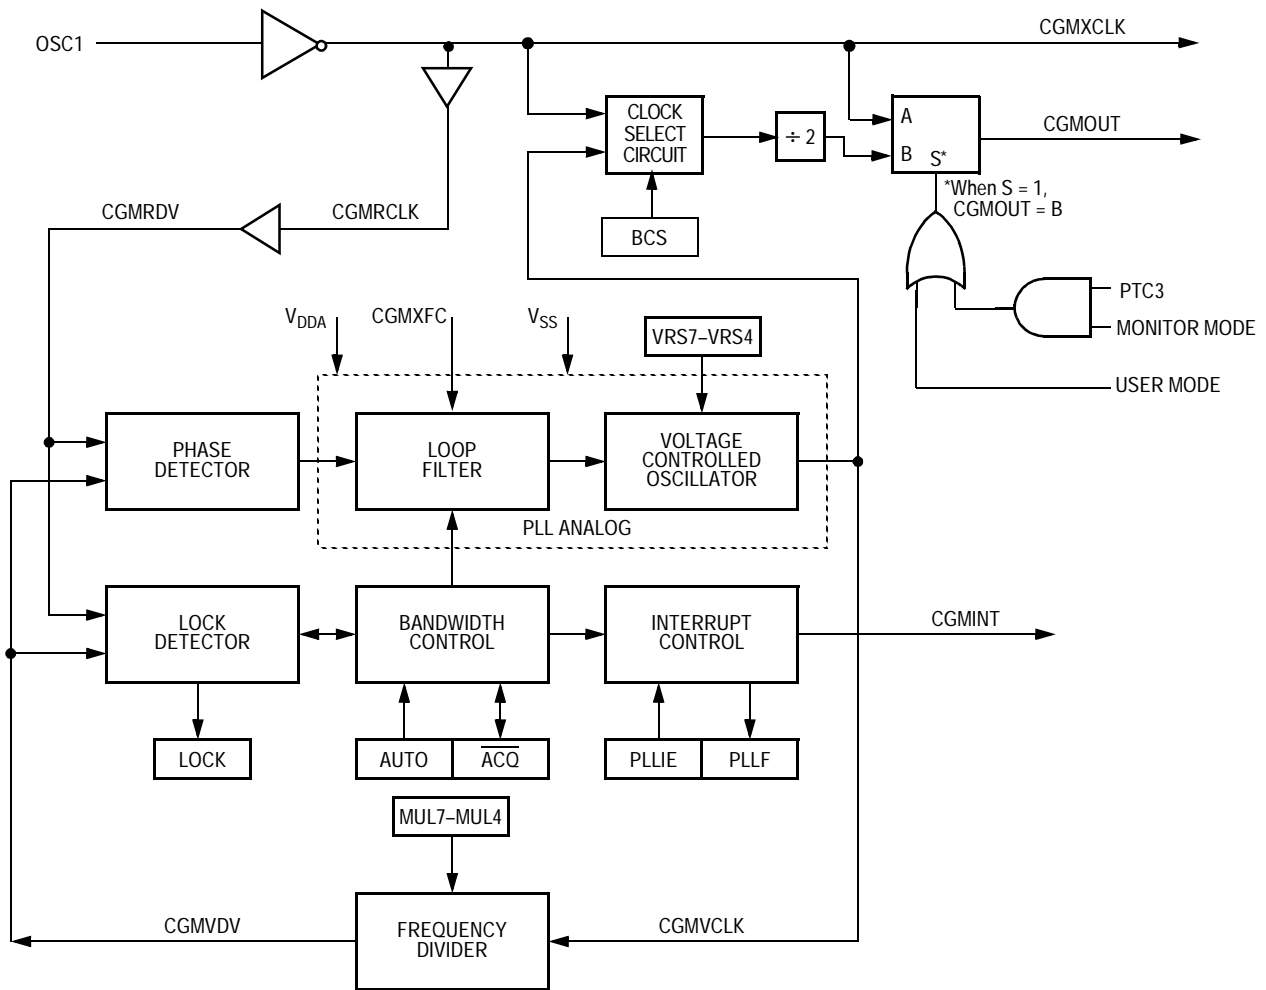 OSC1
CGMXCLK
CLOCK
SELECT
CIRCUIT
÷ 2
A
B
S*
CGMOUT
*When S = 1,
CGMOUT = B
BCS
CGMRDV
CGMRCLK
PTC3
MONITOR MODE
USER MODE
VDDA
CGMXFC
VSS
VRS7–VRS4
PHASE
DETECTOR
LOOP
FILTER
VOLTAGE
CONTROLLED
OSCILLATOR
PLL ANALOG
LOCK
DETECTOR
BANDWIDTH
CONTROL
INTERRUPT
CONTROL
CGMINT
LOCK
AUTO
ACQ
PLLIE
PLLF
MUL7–MUL4
CGMVDV
FREQUENCY
DIVIDER
CGMVCLK